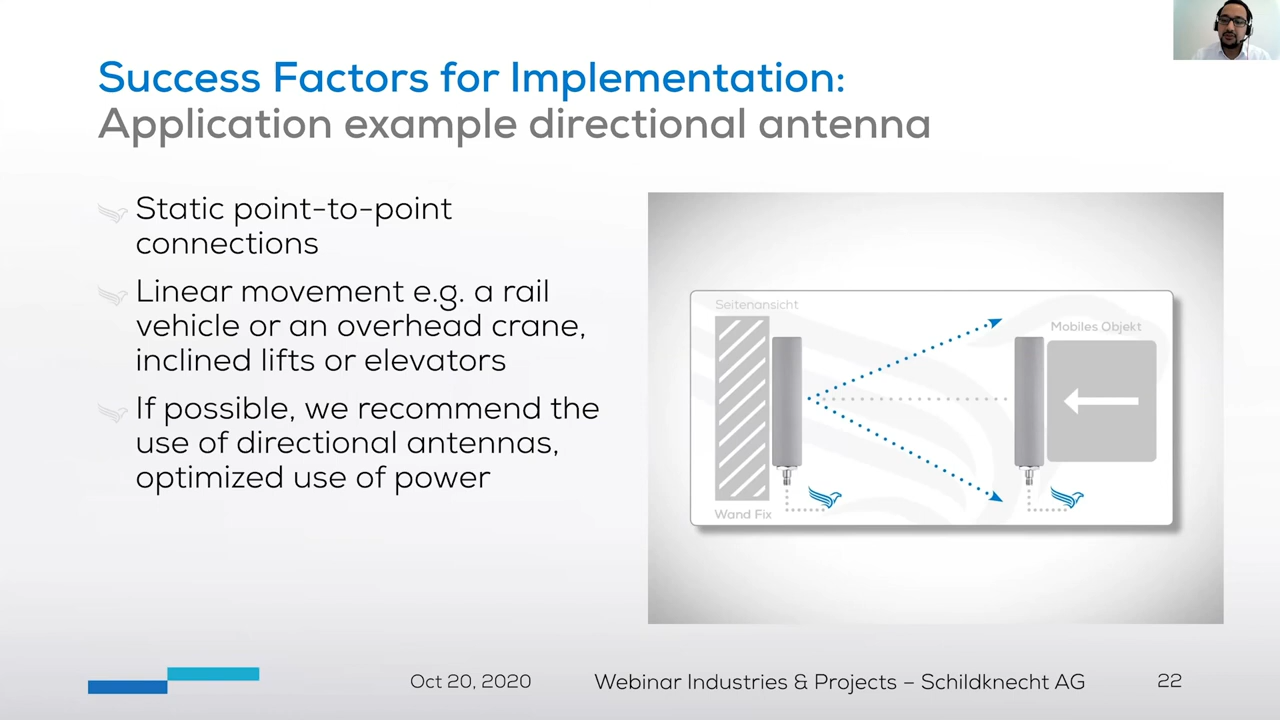 Success Factors for Implementation:
Application example directional antenna
Static point-to-point
connections
Linear movement e.g. a rail
vehicle or an overhead crane,
inclined lifts or elevators
If possible, we recommend the
use of directional antennas,
optimized use of power
Seitenansicht
Mobiles Objekt
Wand Fix
Oct 20, 2020
Webinar Industries & Projects – Schildknecht AG
22